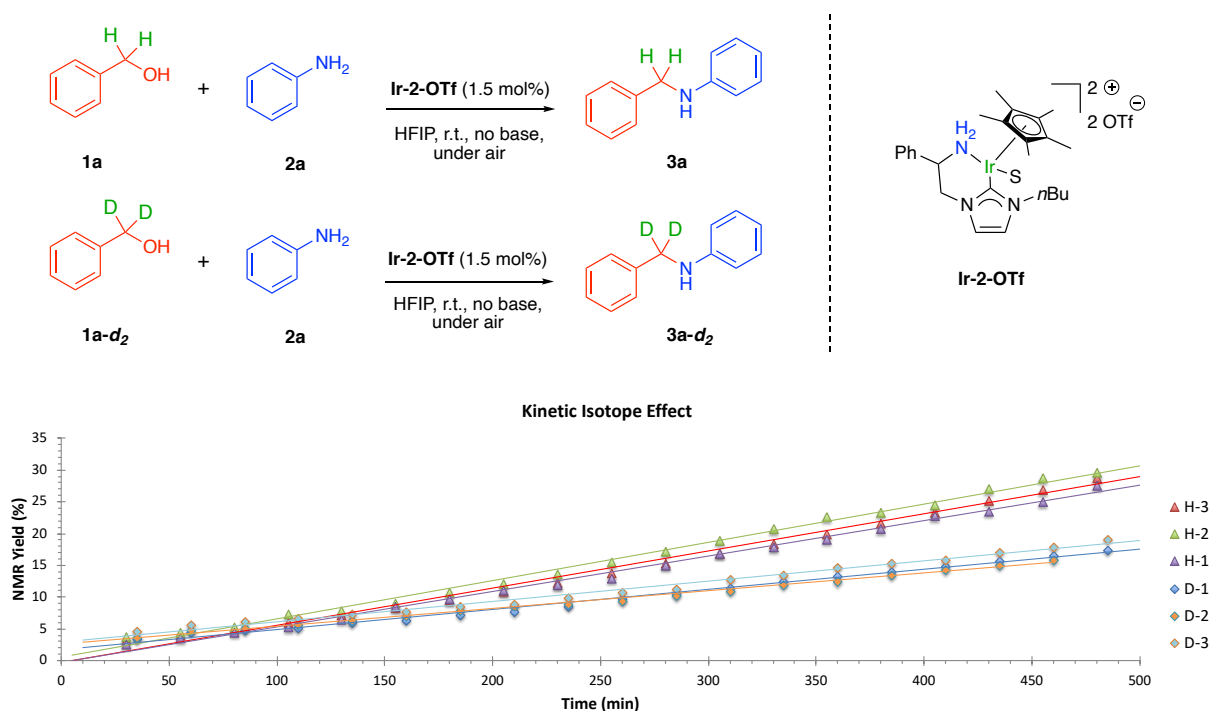 H H
OH
1a
+
NH2
2a
Ir-2-OTf (1.5 mol%)
HFIP, r.t., no base,
under air
H H
N
H
3a
D D
OH
1a-d2
+
NH2
2a
Ir-2-OTf (1.5 mol%)
HFIP, r.t., no base,
under air
D D
N
H
3a-d2
2 ⊕
2 OTf ⊖
H2
N
Ph
Ir
S
N N nBu
Ir-2-OTf
Kinetic Isotope Effect
NMR Yield (%)
35
30
25
20
15
10
5
0
0 50 100 150 200 250 300 350 400 450 500
Time (min)
H-3
H-2
H-1
D-1
D-2
D-3